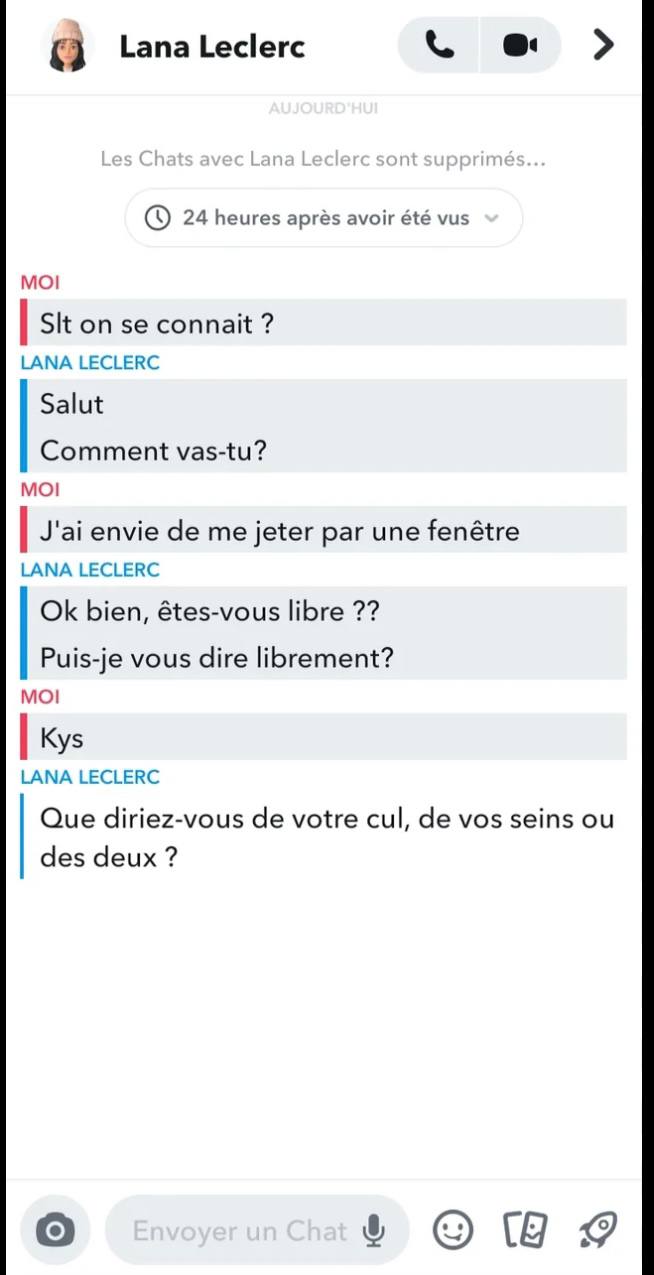 Lana Leclerc
AUJOURD'HUI
Les Chats avec Lana Leclerc sont supprimés...
24 heures après avoir été vus
MOI
Slt on se connait ?
LANA LECLERC
Salut
Comment vas-tu?
MOI
J'ai envie de me jeter par une fenêtre
LANA LECLERC
Ok bien, êtes-vous libre ??
Puis-je vous dire librement?
MOI
Kys
LANA LECLERC
Que diriez-vous de votre cul, de vos seins ou
des deux ?
Envoyer un Chat